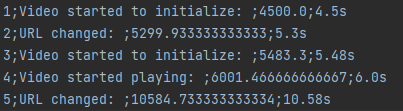 1;Video started to initialize: ;4500.0;4.5s
2;URL changed: ;5299.933333333333;5.3s
3;Video started to initialize: ;5483.3;5.48s
4;Video started playing: ;6001.466666666667;6.0s
5;URL changed: ;10584.733333333334;10.58s